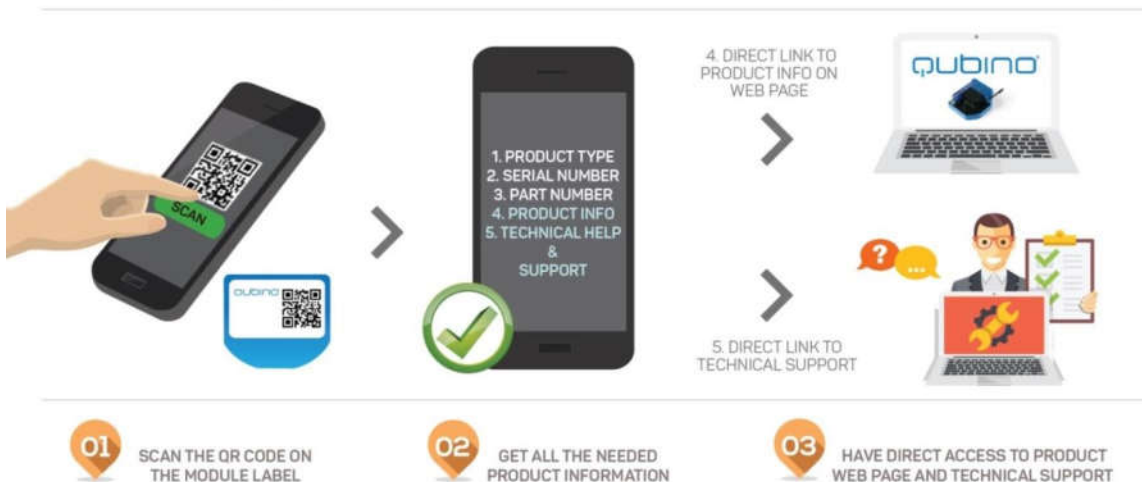 SCAN
QUBINO
1. PRODUCT TYPE
2. SERIAL NUMBER
3. PART NUMBER
4. PRODUCT INFO
5. TECHNICAL HELP
&
SUPPORT
4. DIRECT LINK TO
PRODUCT INFO ON
WEB PAGE
QUBINO®
?
...
5. DIRECT LINK TO
TECHNICAL SUPPORT
01
SCAN THE QR CODE ON
THE MODULE LABEL
02
GET ALL THE NEEDED
PRODUCT INFORMATION
03
HAVE DIRECT ACCESS TO PRODUCT
WEB PAGE AND TECHNICAL SUPPORT